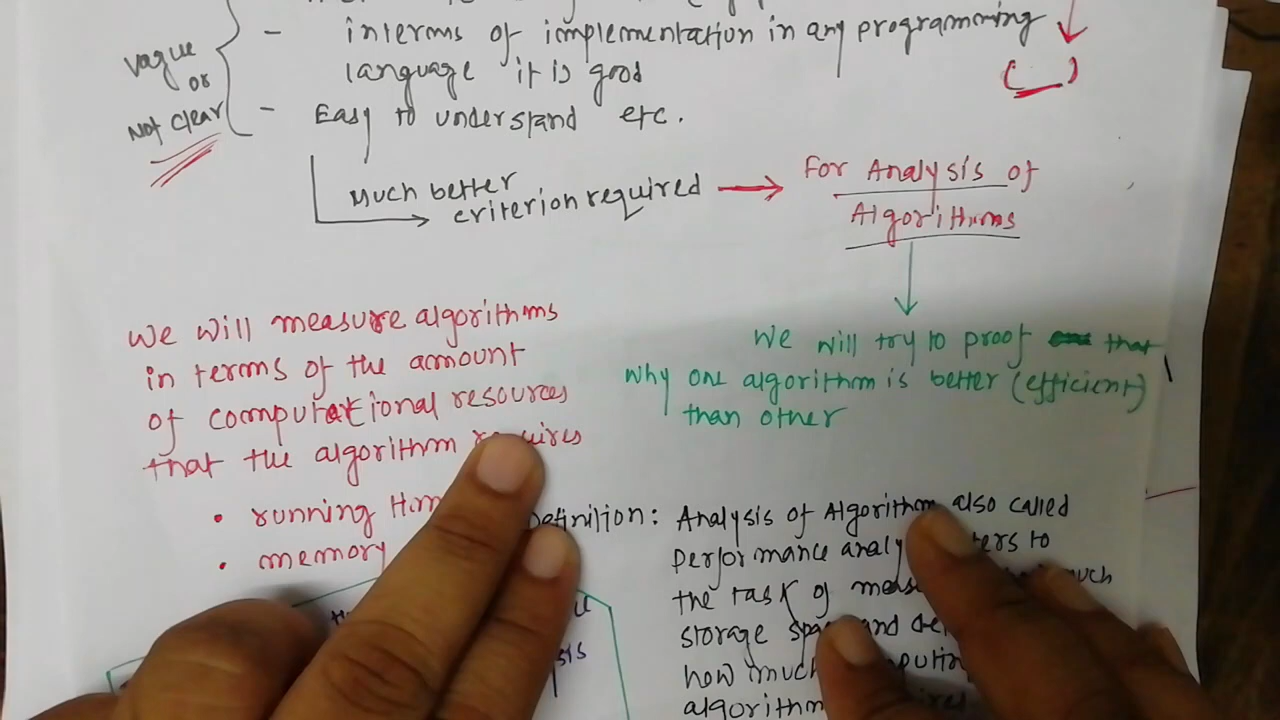 interms of implementation in any programming
language it is good
Vague
or
Not clear
- Easy to understand etc.
Much better
criterion required
For Analysis of
Algorithms
We will measure algorithms
in terms of the amount
of computational resources
that the algorithm
• running
• memory
We will try to proof that
why one algorithm is better (efficient)
than other
Definition: Analysis of Algorithm also called
performance to
the task of much
storage and
how much
algorithm